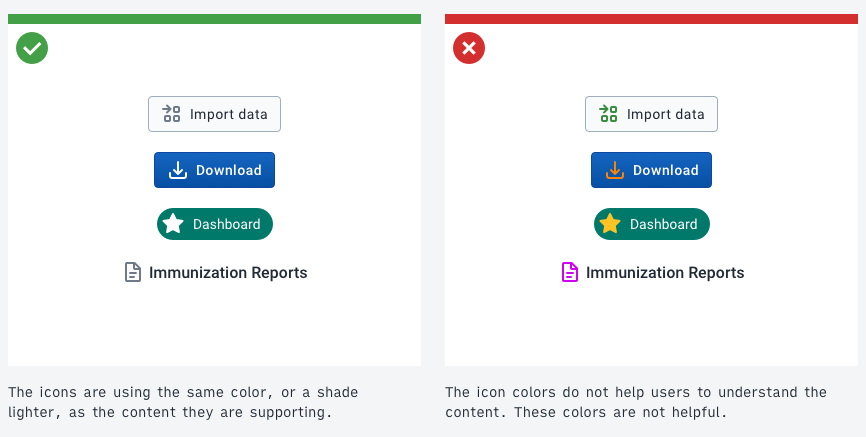 Import data
Download
Dashboard
Immunization Reports
The icons are using the same color, or a shade
lighter, as the content they are supporting.
Import data
Download
Dashboard
Immunization Reports
The icon colors do not help users to understand the
content. These colors are not helpful.